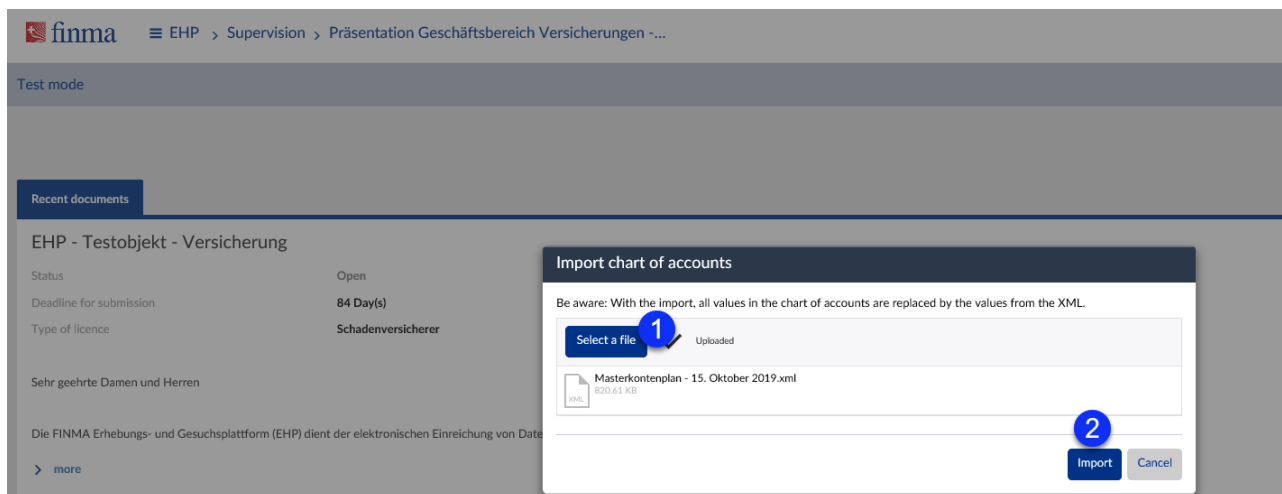 finma
EHP > Supervision > Präsentation Geschäftsbereich Versicherungen -...
Test mode
Recent documents
EHP - Testobjekt - Versicherung
Status Open
Deadline for submission 84 Day(s)
Type of licence Schadenversicherer
Sehr geehrte Damen und Herren
Die FINMA Erhebungs- und Gesuchsplattform (EHP) dient der elektronischen Einreichung von Date
> more
Import chart of accounts
Be aware: With the import, all values in the chart of accounts are replaced by the values from the XML.
1
Select a file Uploaded
Masterkontenplan - 15. Oktober 2019.xml
820.61 KB
XML
2
Import Cancel